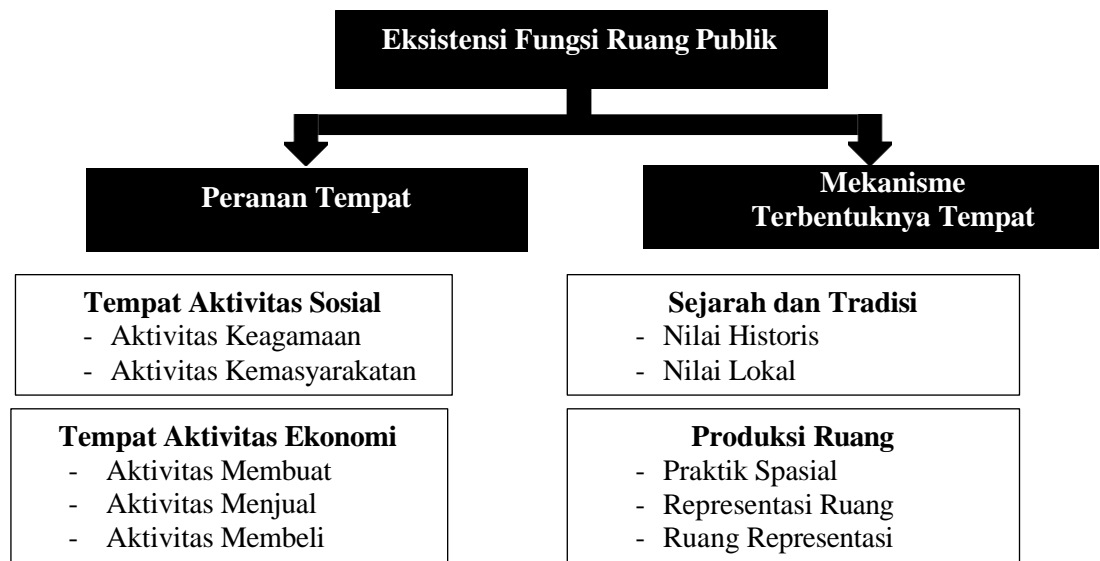 Eksistensi Fungsi Ruang Publik
Peranan Tempat
Mekanisme
Terbentuknya Tempat
Tempat Aktivitas Sosial
- Aktivitas Keagamaan
- Aktivitas Kemasyarakatan
Tempat Aktivitas Ekonomi
- Aktivitas Membuat
- Aktivitas Menjual
- Aktivitas Membeli
Sejarah dan Tradisi
- Nilai Historis
- Nilai Lokal
Produksi Ruang
- Praktik Spasial
- Representasi Ruang
- Ruang Representasi